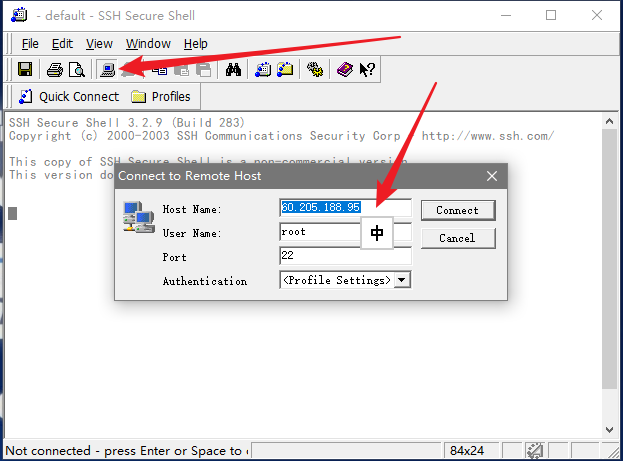 - default - SSH Secure Shell
File Edit View Window Help
Quick Connect Profiles
SSH Secure Shell 3.2.9 (Build 283)
Copyright (c) 2000-2003 SSH Communications Security Corp - http://www.ssh.com/
This copy of SSH Secure Shell is a non-commercial version.
This version do
Connect to Remote Host
Host Name: 60.205.188.95 Connect
User Name: root 中 Cancel
Port 22
Authentication <Profile Settings>
Not connected - press Enter or Space to 84x24